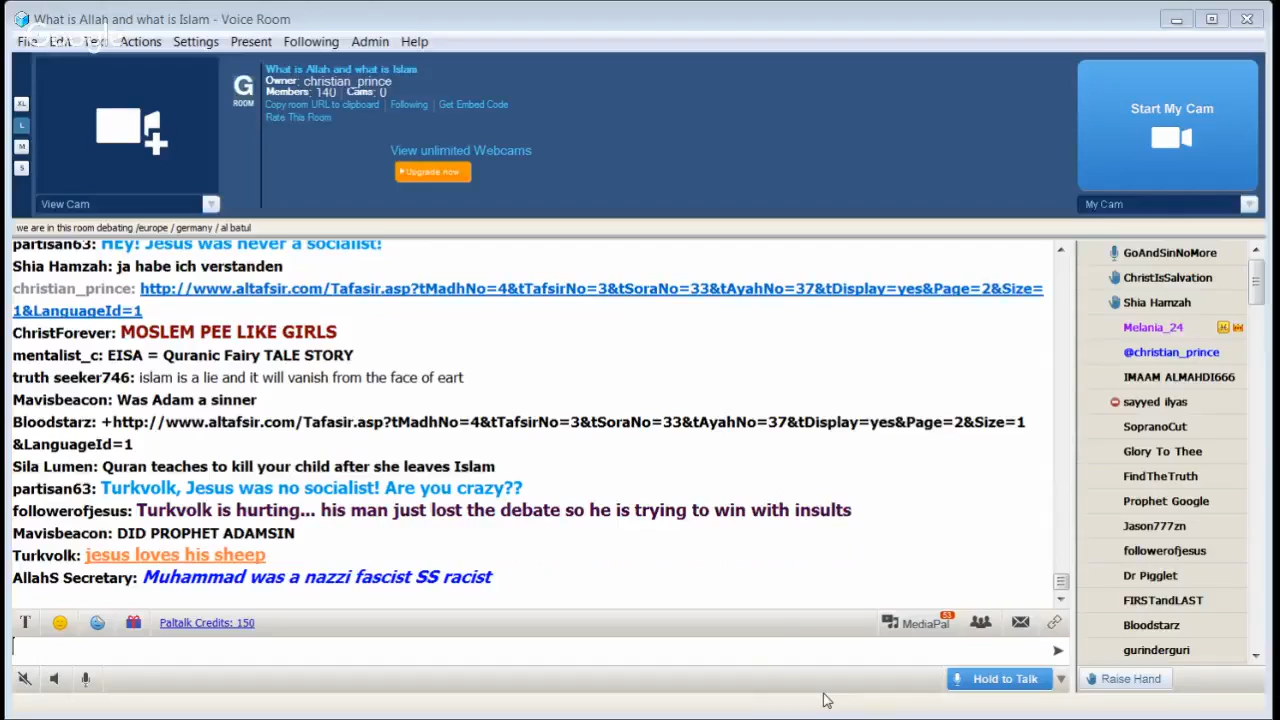 What is Allah and what is Islam - Voice Room
File Edit Text Actions Settings Present Following Admin Help
Google
What is Allah and what is Islam
Owner: christian_prince
Members: 140 Cams: 0
Copy room URL to clipboard | Following | Get Embed Code
Rate This Room
G
ROOM
View unlimited Webcams
Upgrade now
XL
L
M
S
View Cam
Start My Cam
My Cam
we are in this room debating /europe / germany / al batul
partisan63: HEy! Jesus was never a socialist!
Shia Hamzah: ja habe ich verstanden
christian_prince: http://www.altafsir.com/Tafasir.asp?tMadhNo=4&tTafsirNo=3&tSoraNo=33&tAyahNo=37&tDisplay=yes&Page=2&Size=
1&LanguageId=1
ChristForever: MOSLEM PEE LIKE GIRLS
mentalist_c: EISA = Quranic Fairy TALE STORY
truth seeker746: islam is a lie and it will vanish from the face of eart
Mavisbeacon: Was Adam a sinner
Bloodstarz: +http://www.altafsir.com/Tafasir.asp?tMadhNo=4&tTafsirNo=3&tSoraNo=33&tAyahNo=37&tDisplay=yes&Page=2&Size=1
&LanguageId=1
Sila Lumen: Quran teaches to kill your child after she leaves Islam
partisan63: Turkvolk, Jesus was no socialist! Are you crazy??
followerofjesus: Turkvolk is hurting... his man just lost the debate so he is trying to win with insults
Mavisbeacon: DID PROPHET ADAMSIN
Turkvolk: jesus loves his sheep
AllahS Secretary: Muhammad was a nazzi fascist SS racist
GoAndSinNoMore
ChristIsSalvation
Shia Hamzah
Melania_24
@christian_prince
IMAAM ALMAHDI666
sayyed ilyas
SopranoCut
Glory To Thee
FindTheTruth
Prophet Google
Jason777zn
followerofjesus
Dr Pigglet
FIRSTandLAST
Bloodstarz
gurinderguri
T
Paltalk Credits: 150
MediaPal
53
Hold to Talk
Raise Hand